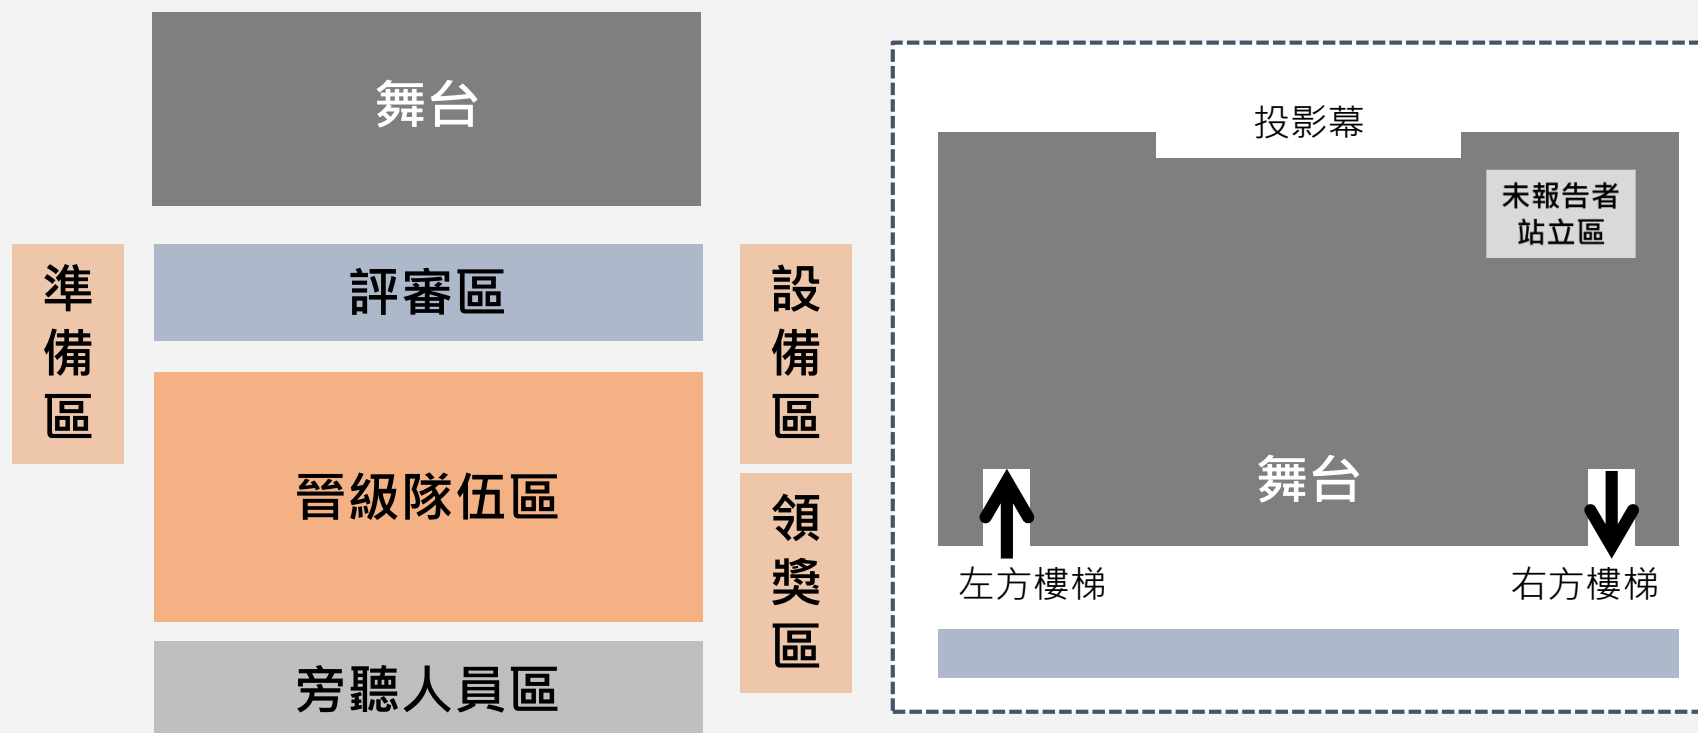 舞台
準備區
評審區
設備區
晉級隊伍區
領獎區
旁聽人員區
投影幕
未報告者
站立區
舞台
左方樓梯
右方樓梯